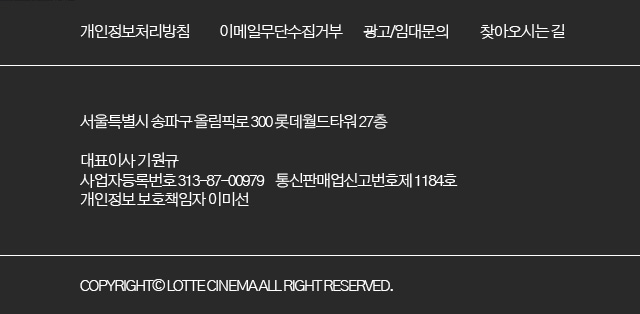 개인정보처리방침 이메일무단수집거부 광고/임대문의 찾아오시는 길
서울특별시 송파구 올림픽로 300 롯데월드타워 27층
대표이사 기원규
사업자등록번호 313-87-00979 통신판매업신고번호제 1184호
개인정보 보호책임자 이미선
COPYRIGHT© LOTTE CINEMA ALL RIGHT RESERVED.